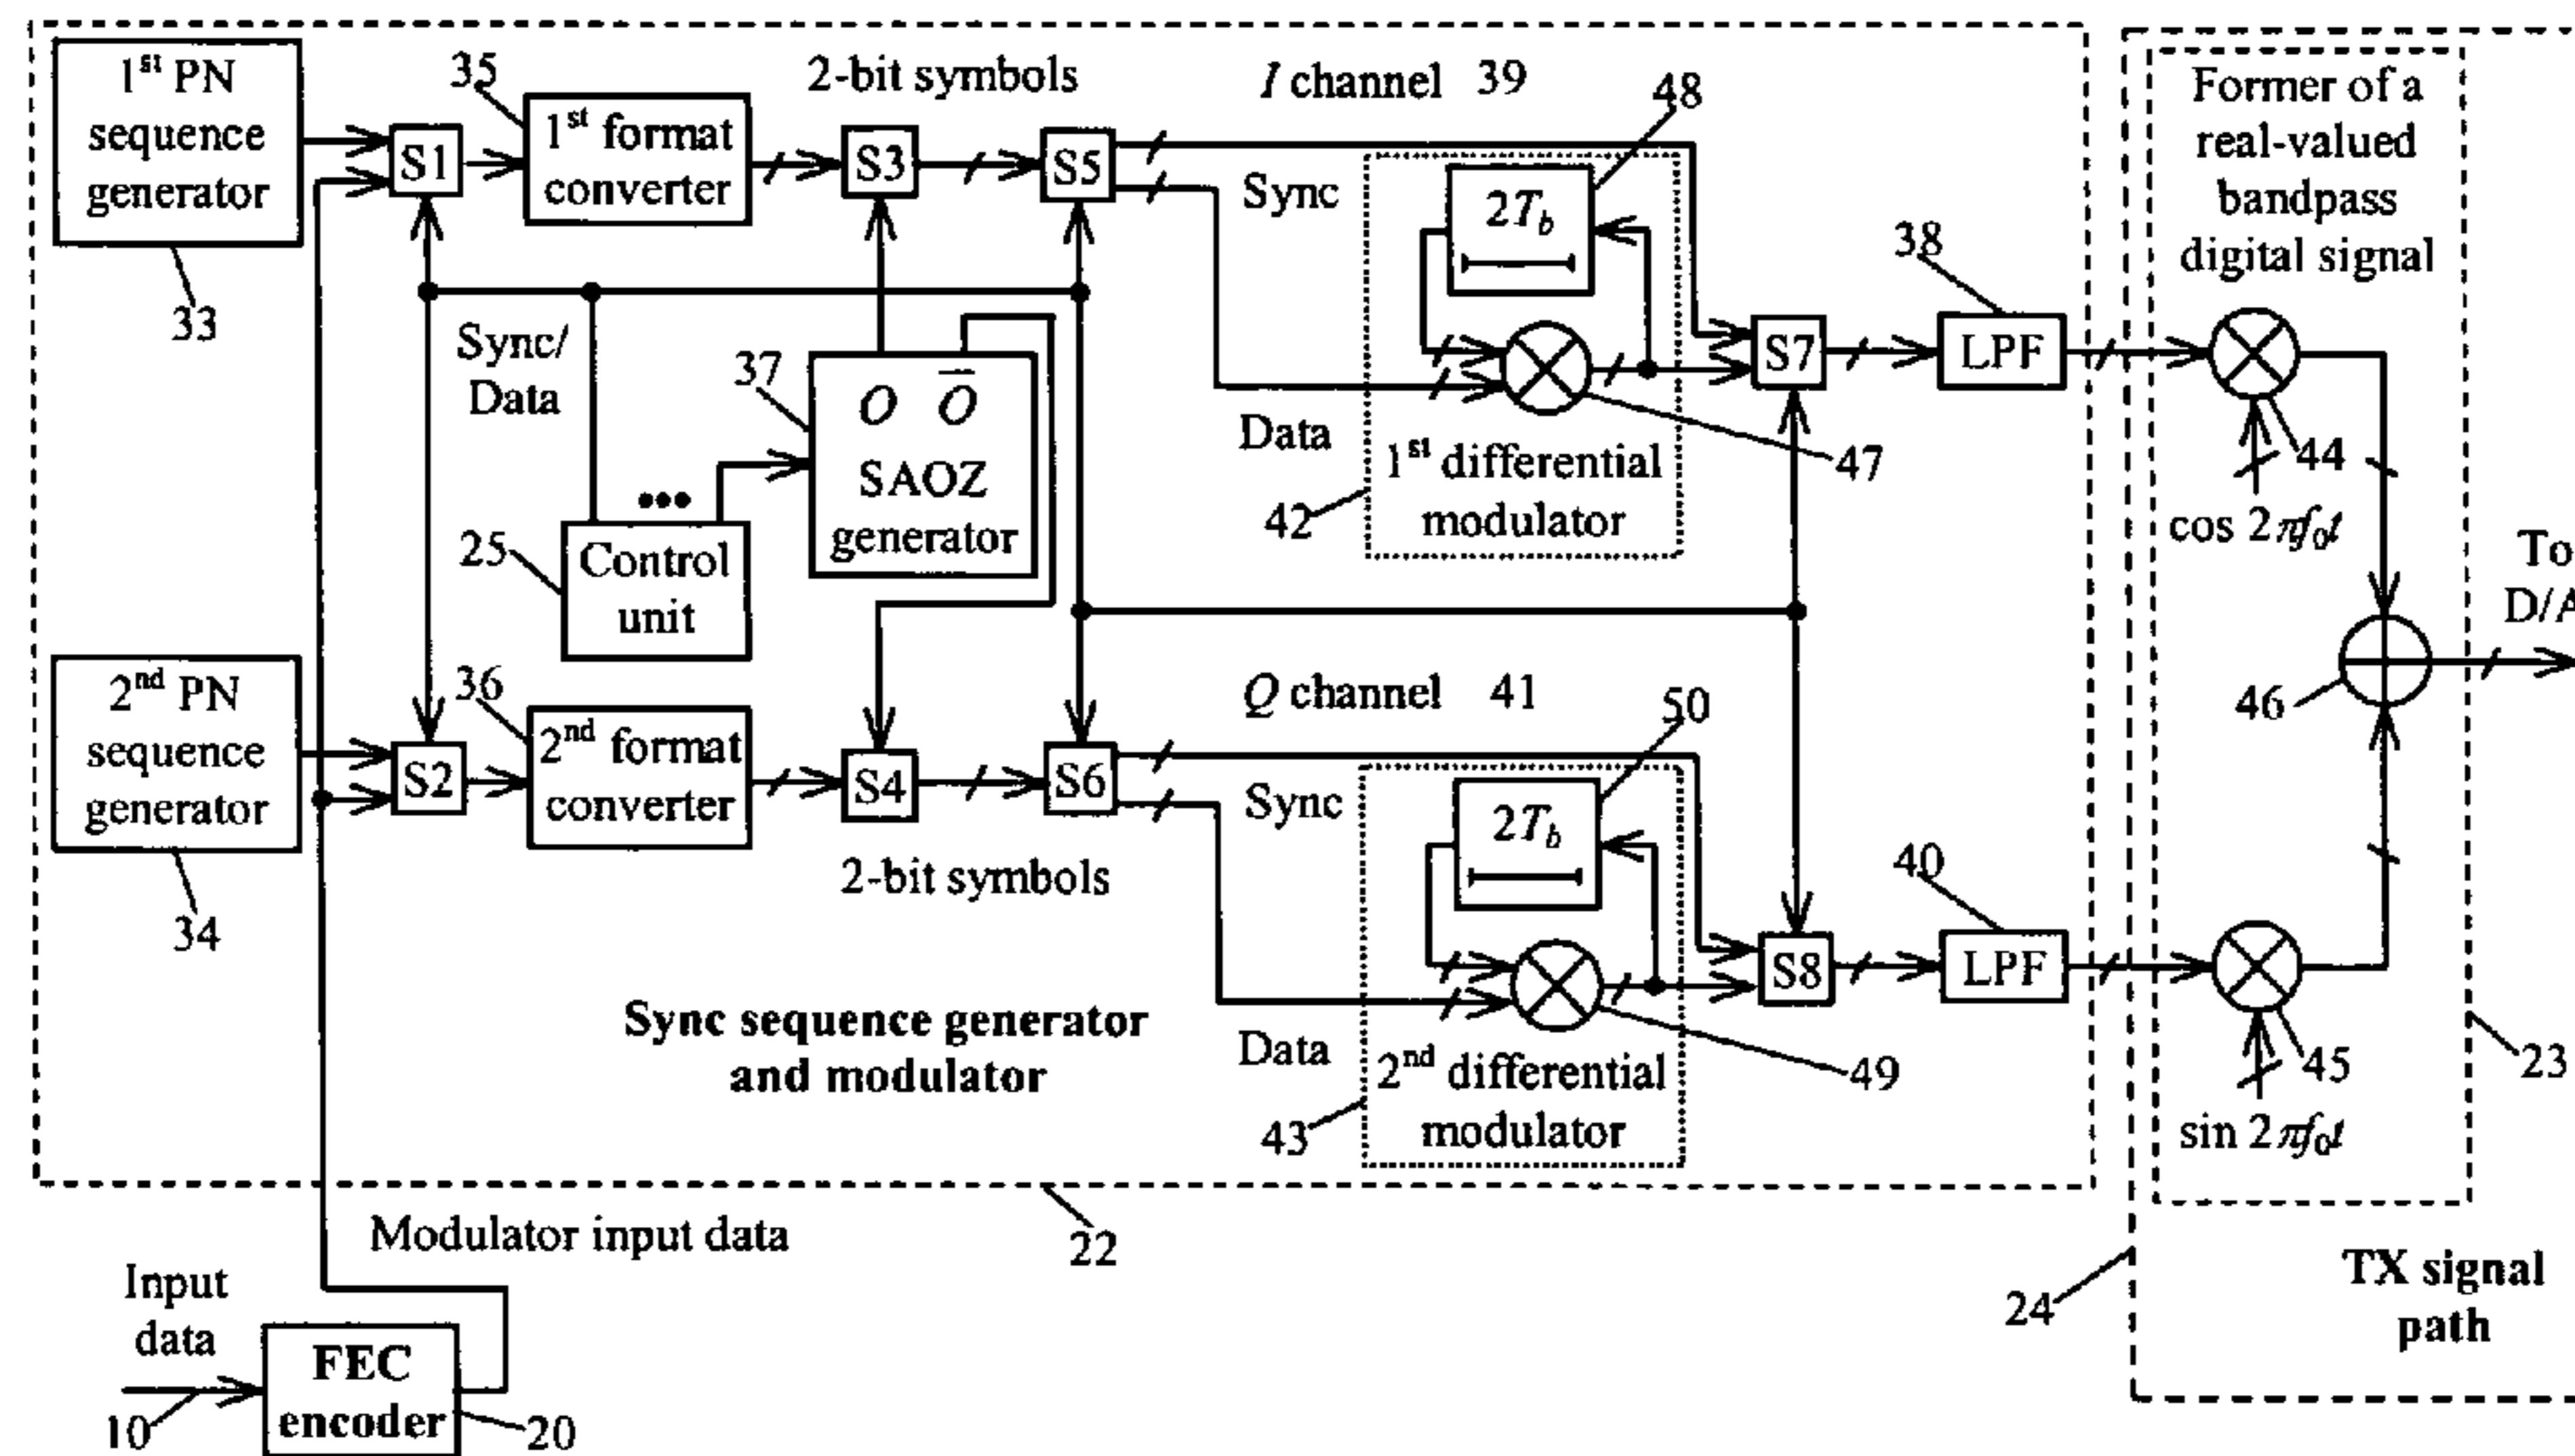 1st PN
sequence
generator
33
35
1st format
converter
2-bit symbols
S1
S3
S5
I channel 39
48
2Tb
Sync
Data
47
1st differential
modulator
42
S7
38
LPF
Sync/
Data
37
O O̅
SAOZ
generator
25
Control
unit
2nd PN
sequence
generator
34
36
2nd format
converter
2-bit symbols
S2
S4
S6
Q channel 41
50
2Tb
Sync
Data
49
2nd differential
modulator
43
S8
40
LPF
Sync sequence generator
and modulator
22
Former of a
real-valued
bandpass
digital signal
44
cos 2πf0t
46
45
sin 2πf0t
23
To
D/A
24
TX signal
path
Modulator input data
Input
data
10
FEC
encoder
20